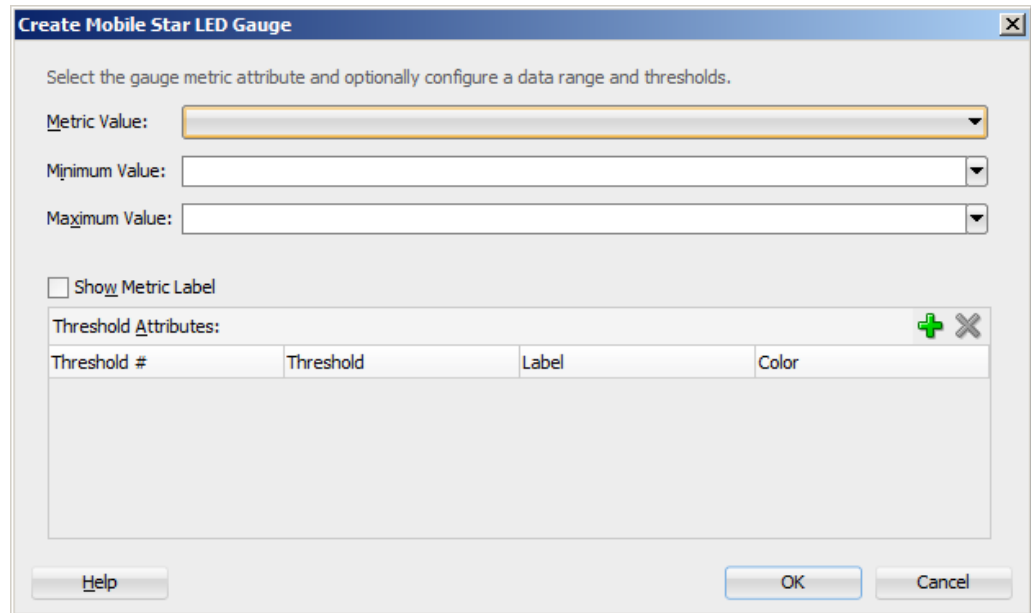 Create Mobile Star LED Gauge
Select the gauge metric attribute and optionally configure a data range and thresholds.
Metric Value:
Minimum Value:
Maximum Value:
Show Metric Label
Threshold Attributes:
Threshold # Threshold Label Color
Help OK Cancel